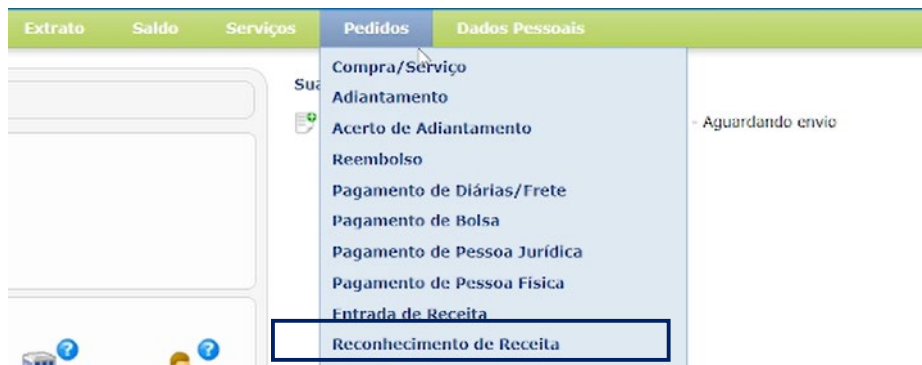 Extrato Saldo Serviços Pedidos Dados Pessoais
Compra/Serviço
Sua
Adiantamento
Acerto de Adiantamento - Aguardando envio
Reembolso
Pagamento de Diárias/Frete
Pagamento de Bolsa
Pagamento de Pessoa Jurídica
Pagamento de Pessoa Física
Entrada de Receita
Reconhecimento de Receita
? ?